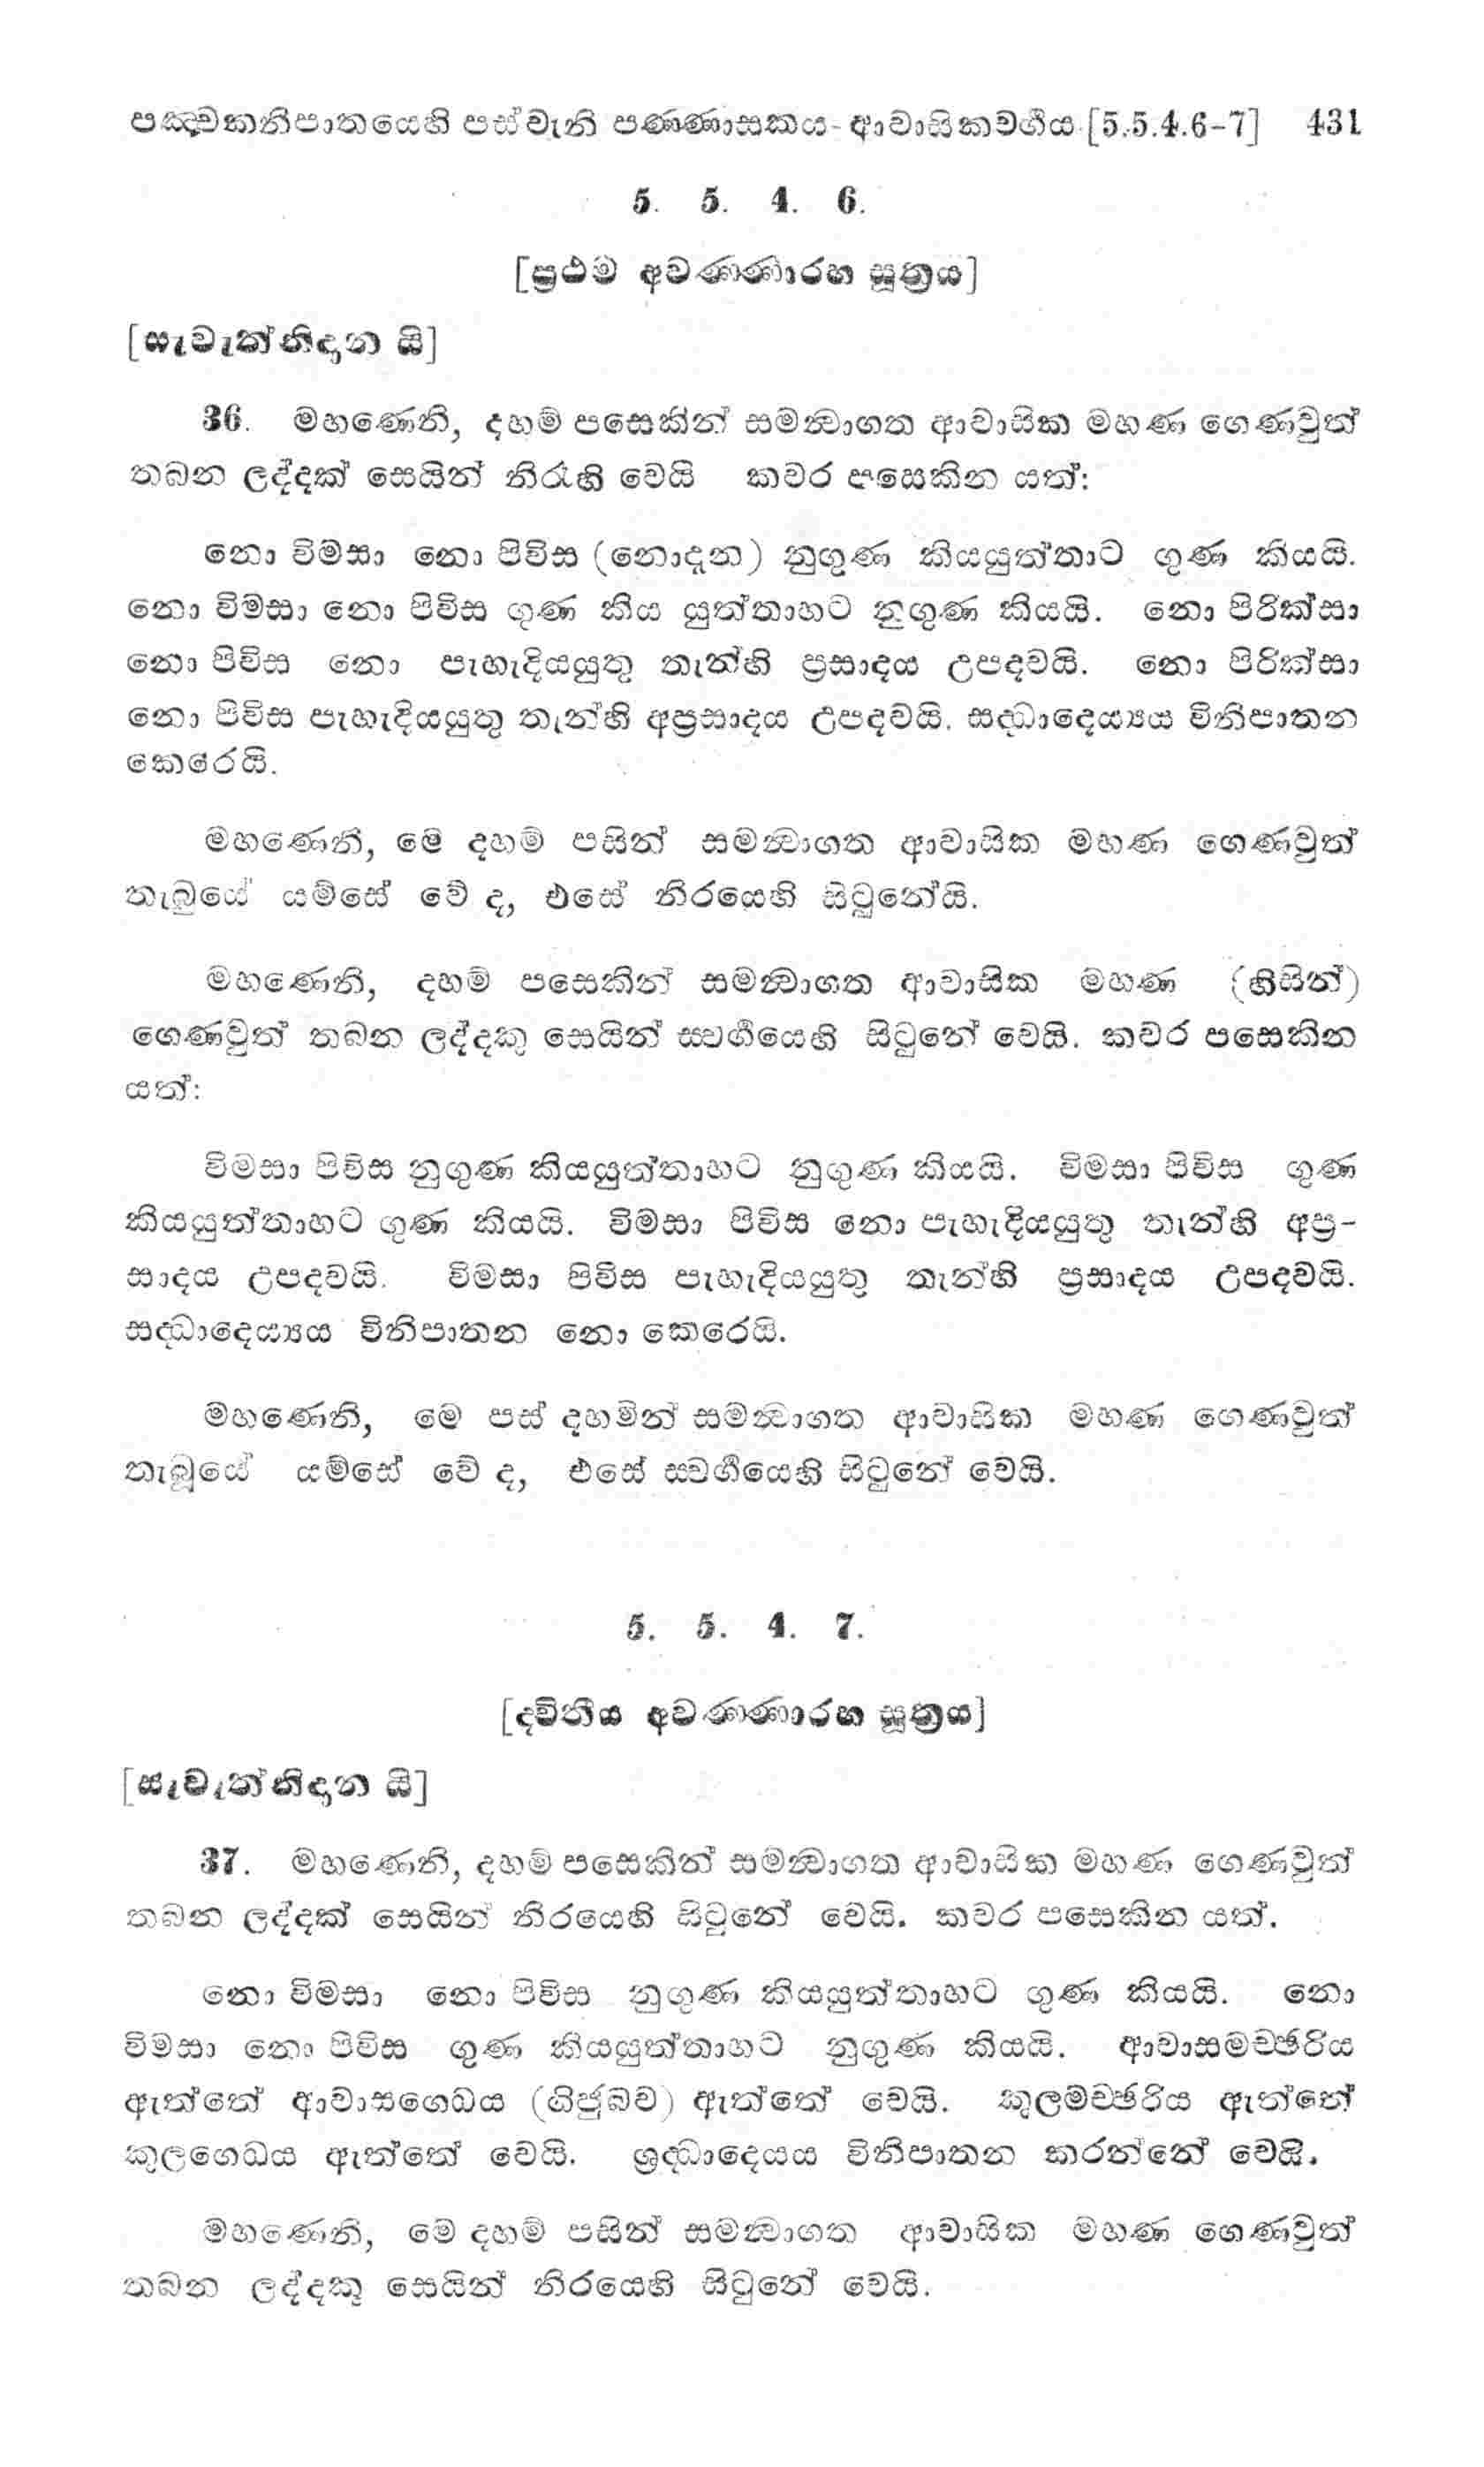 පඤ්චකනිපාතයෙහි පස්වැනි පණ්ණාසකය- ආවාසිකවර්‍ගය [5.5.4.6-7] 431
5. 5. 4. 6.
[ප්‍රථම අවණ්ණාරහ සූත්‍රය]
[සැවැත්නිදාන යි]
36. මහණෙනි, දහම් පසෙකින් සමන්‍වාගත ආවාසික මහණ ගෙණවුත්
තබන ලද්දක් සෙයින් නිරැහි වෙයි කවර පසෙකින යත්:
නො විමසා නො පිවිස (නොදැන) නුගුණ කියයුත්තාට ගුණ කියයි.
නො විමසා නො පිවිස ගුණ කිය යුත්තාහට නුගුණ කියයි. නො පිරික්සා
නො පිවිස නො පැහැදියයුතු තැන්හි ප්‍රසාදය උපදවයි. නො පිරික්සා
නො පිවිස පැහැදියයුතු තැන්හි අප්‍රසාදය උපදවයි. සද්ධාදෙය්‍යය විනිපාතන
කෙරෙයි.
මහණෙනි, මෙ දහම් පසින් සමන්‍වාගත ආවාසික මහණ ගෙණවුත්
තැබුයේ යම්සේ වේ ද, එසේ නිරයෙහි සිටුනේයි.
මහණෙනි, දහම් පසෙකින් සමන්‍වාගත ආවාසික මහණ (හිසින්)
ගෙණවුත් තබන ලද්දකු සෙයින් ස්වර්‍ගයෙහි සිටුනේ වෙයි. කවර පසෙකින
යත්:
විමසා පිවිස නුගුණ කියයුත්තාහට නුගුණ කියයි. විමසා පිවිස ගුණ
කියයුත්තාහට ගුණ කියයි. විමසා පිවිස නො පැහැදියයුතු තැන්හි අප්‍ර-
සාදය උපදවයි. විමසා පිවිස පැහැදියයුතු තැන්හි ප්‍රසාදය උපදවයි.
සද්ධාදෙය්‍යය විනිපාතන නො කෙරෙයි.
මහණෙනි, මෙ පස් දහමින් සමන්‍වාගත ආවාසික මහණ ගෙණවුත්
තැබූයේ යම්සේ වේ ද, එසේ ස්වර්‍ගයෙහි සිටුනේ වෙයි.
5. 5. 4. 7.
[දවිතීය අවණ්ණාරහ සූත්‍රය]
[සැවැත්නිදාන යි]
37. මහණෙනි, දහම් පසෙකින් සමන්‍වාගත ආවාසික මහණ ගෙණවුත්
තබන ලද්දක් සෙයින් නිරයෙහි සිටුනේ වෙයි. කවර පසෙකින යත්.
නො විමසා නො පිවිස නුගුණ කියයුත්තාහට ගුණ කියයි. නො
විමසා නො පිවිස ගුණ කියයුත්තාහට නුගුණ කියයි. ආවාසමච්ඡරිය
ඇත්තේ ආවාසගෙධය (ගිජුබව) ඇත්තේ වෙයි. කුලමච්ඡරිය ඇත්තේ
කුලගෙධය ඇත්තේ වෙයි. ශ්‍රද්ධාදෙයය විනිපාතන කරන්නේ වෙයි.
මහණෙනි, මෙ දහම් පසින් සමන්‍වාගත ආවාසික මහණ ගෙණවුත්
තබන ලද්දකු සෙයින් නිරයෙහි සිටුනේ වෙයි.